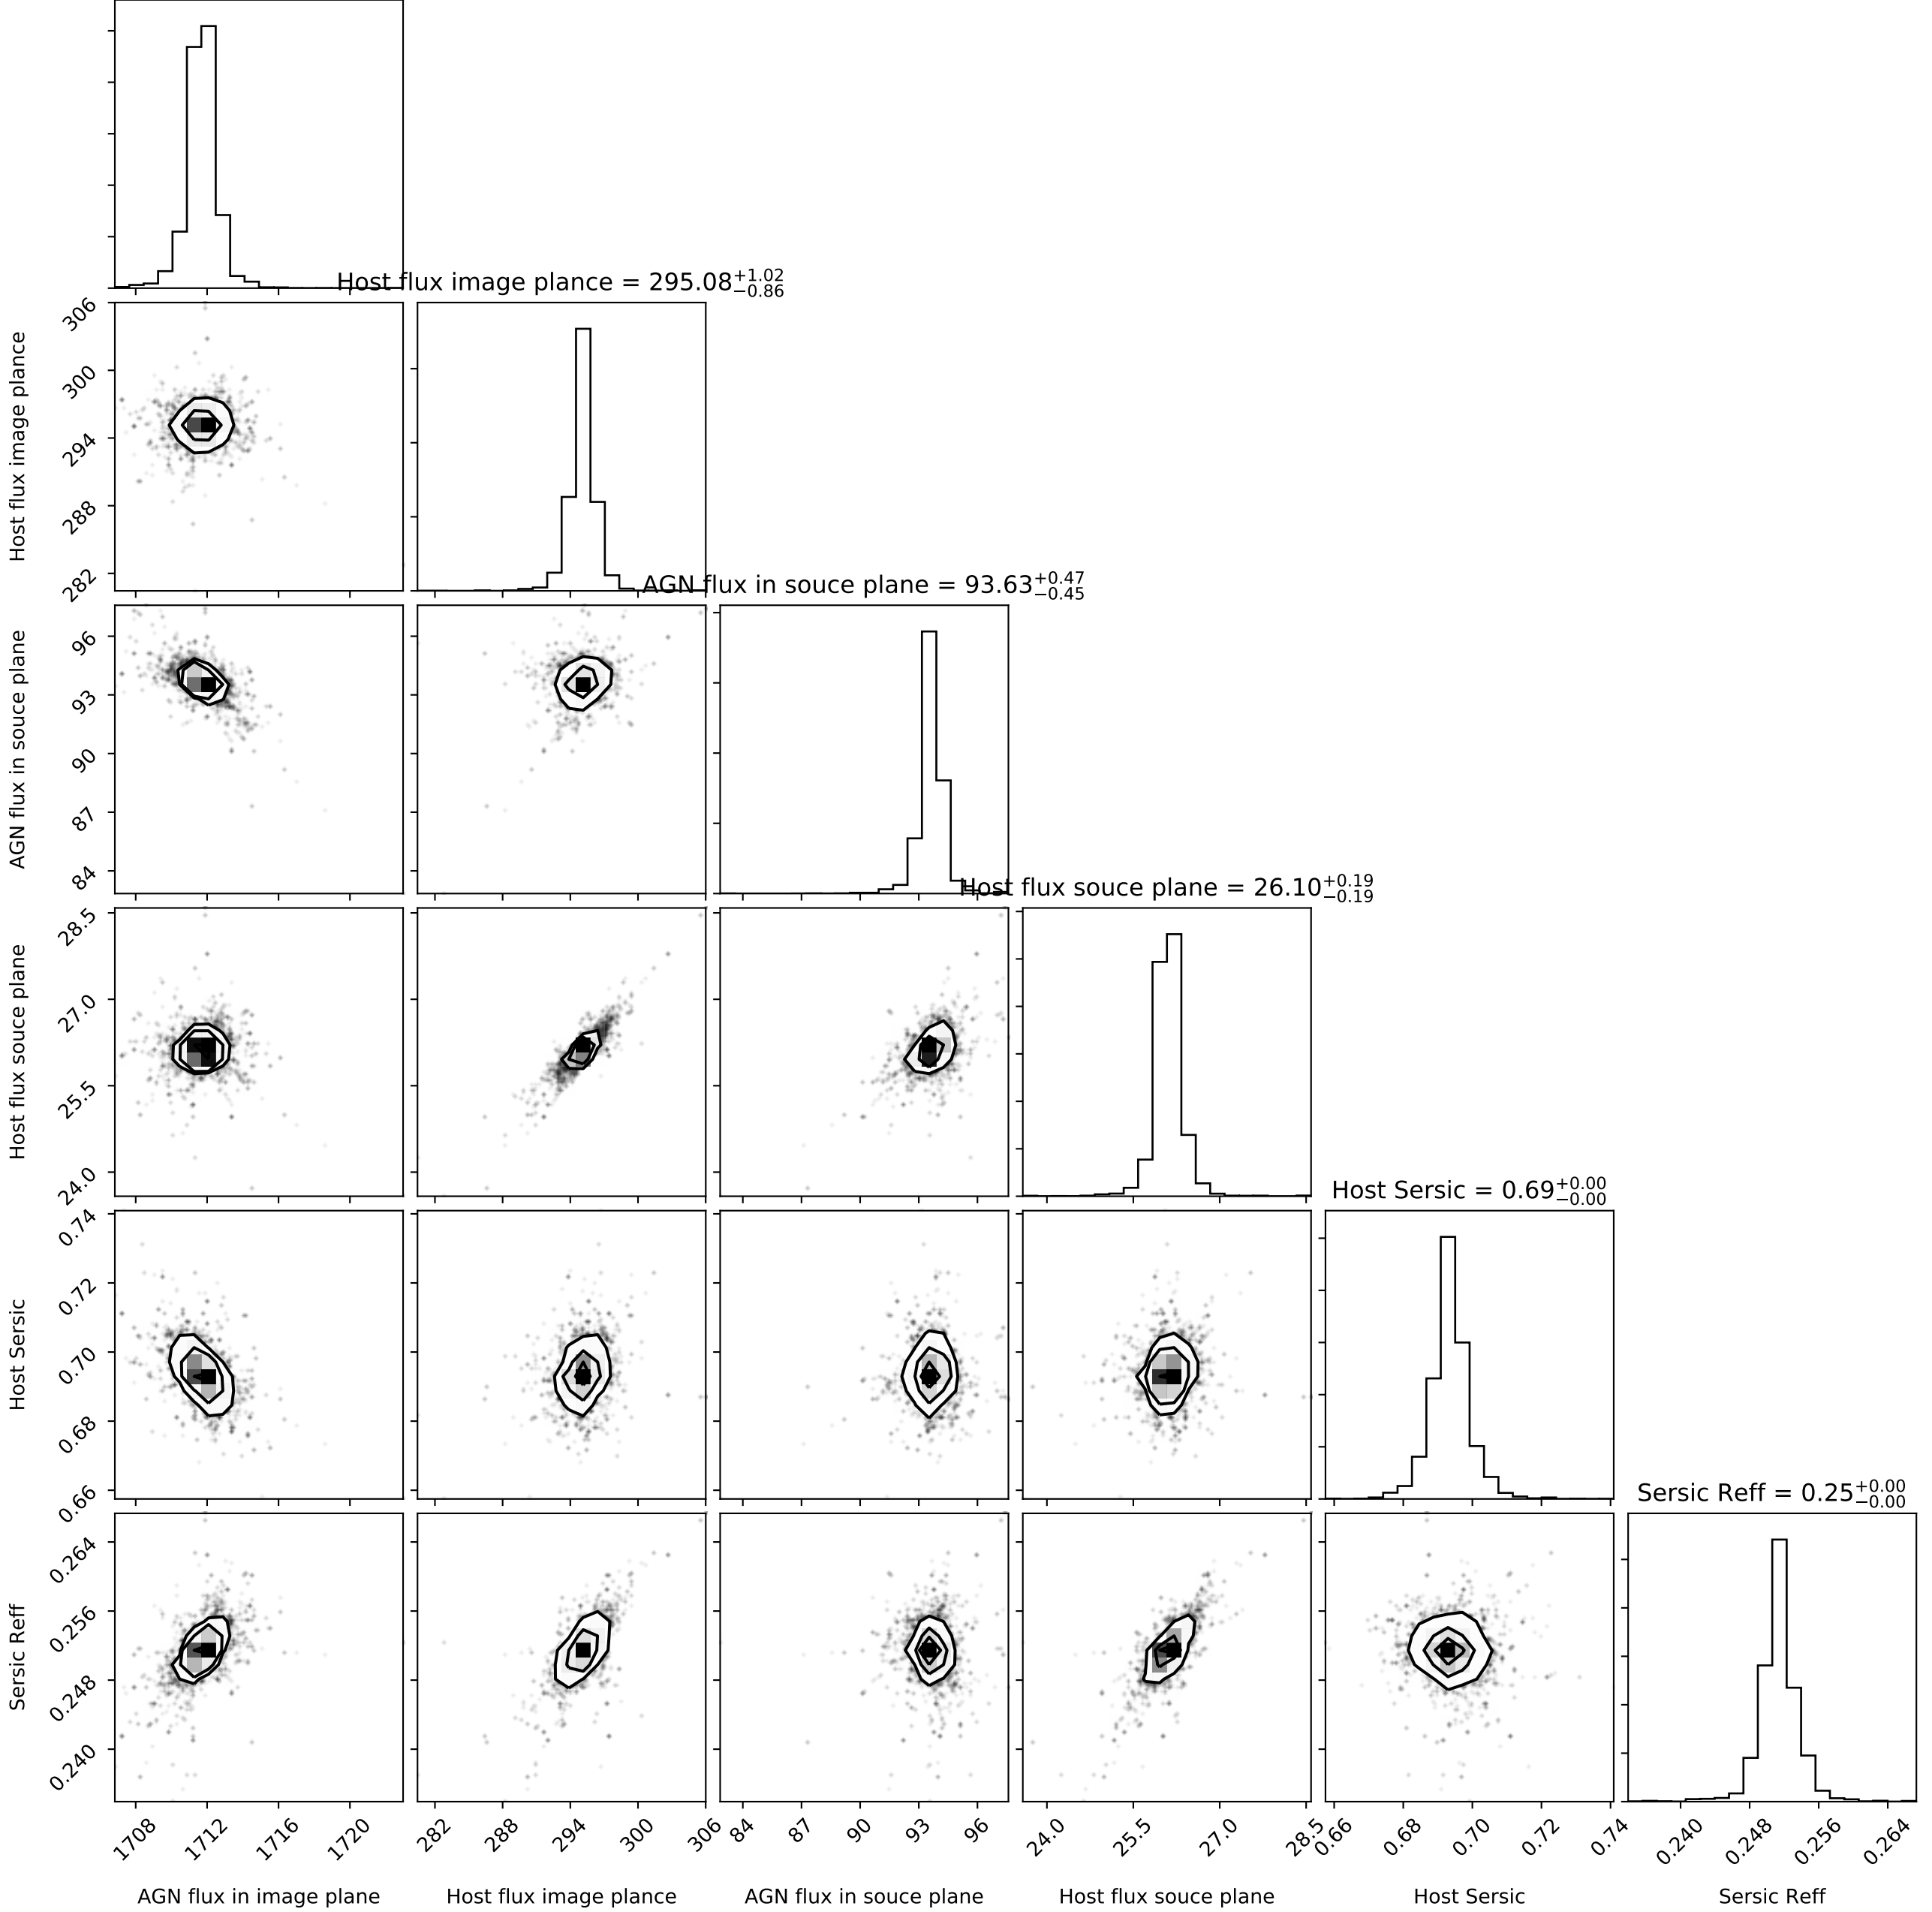 Host flux image plance = 295.08 +1.02 −0.86
306
300
294
288
282
Host flux image plance
AGN flux in souce plane = 93.63 +0.47 −0.45
96
93
90
87
84
AGN flux in souce plane
Host flux souce plane = 26.10 +0.19 −0.19
28.5
27.0
25.5
24.0
Host flux souce plane
Host Sersic = 0.69 +0.00 −0.00
0.74
0.72
0.70
0.68
0.66
Host Sersic
Sersic Reff = 0.25 +0.00 −0.00
0.264
0.256
0.248
0.240
Sersic Reff
1708 1712 1716 1720 282 288 294 300 306 84 87 90 93 96 24.0 25.5 27.0 28.5 0.66 0.68 0.70 0.72 0.74 0.240 0.248 0.256 0.264
AGN flux in image plane Host flux image plance AGN flux in souce plane Host flux souce plane Host Sersic Sersic Reff